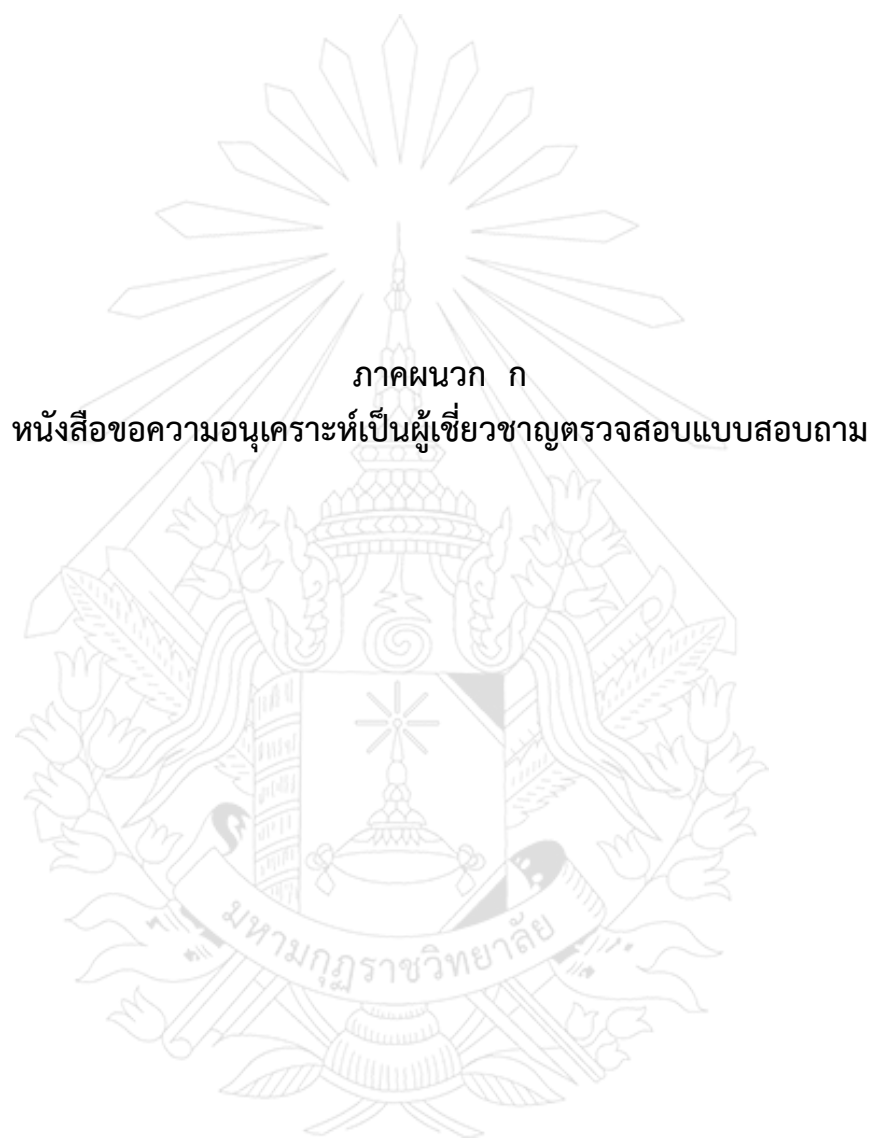 ภาคผนวก ก
หนังสือขอความอนุเคราะห์เป็นผู้เชี่ยวชาญตรวจสอบแบบสอบถาม
มหามกุฏราชวิทยาลัย